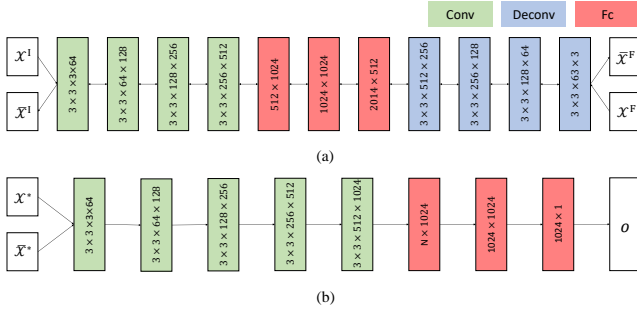 Conv Deconv Fc
x^I
x̄^I
3 × 3 × 3×64
3 × 3 × 64 × 128
3 × 3 × 128 × 256
3 × 3 × 256 × 512
512 × 1024
1024 × 1024
2014 × 512
3 × 3 × 512 × 256
3 × 3 × 256 × 128
3 × 3 × 128 × 64
3 × 3 × 63 × 3
x̄^F
x^F
(a)
x*
x̄*
3 × 3 × 3×64
3 × 3 × 64 × 128
3 × 3 × 128 × 256
3 × 3 × 256 × 512
3 × 3 × 512 × 1024
N × 1024
1024 × 1024
1024 × 1
o
(b)